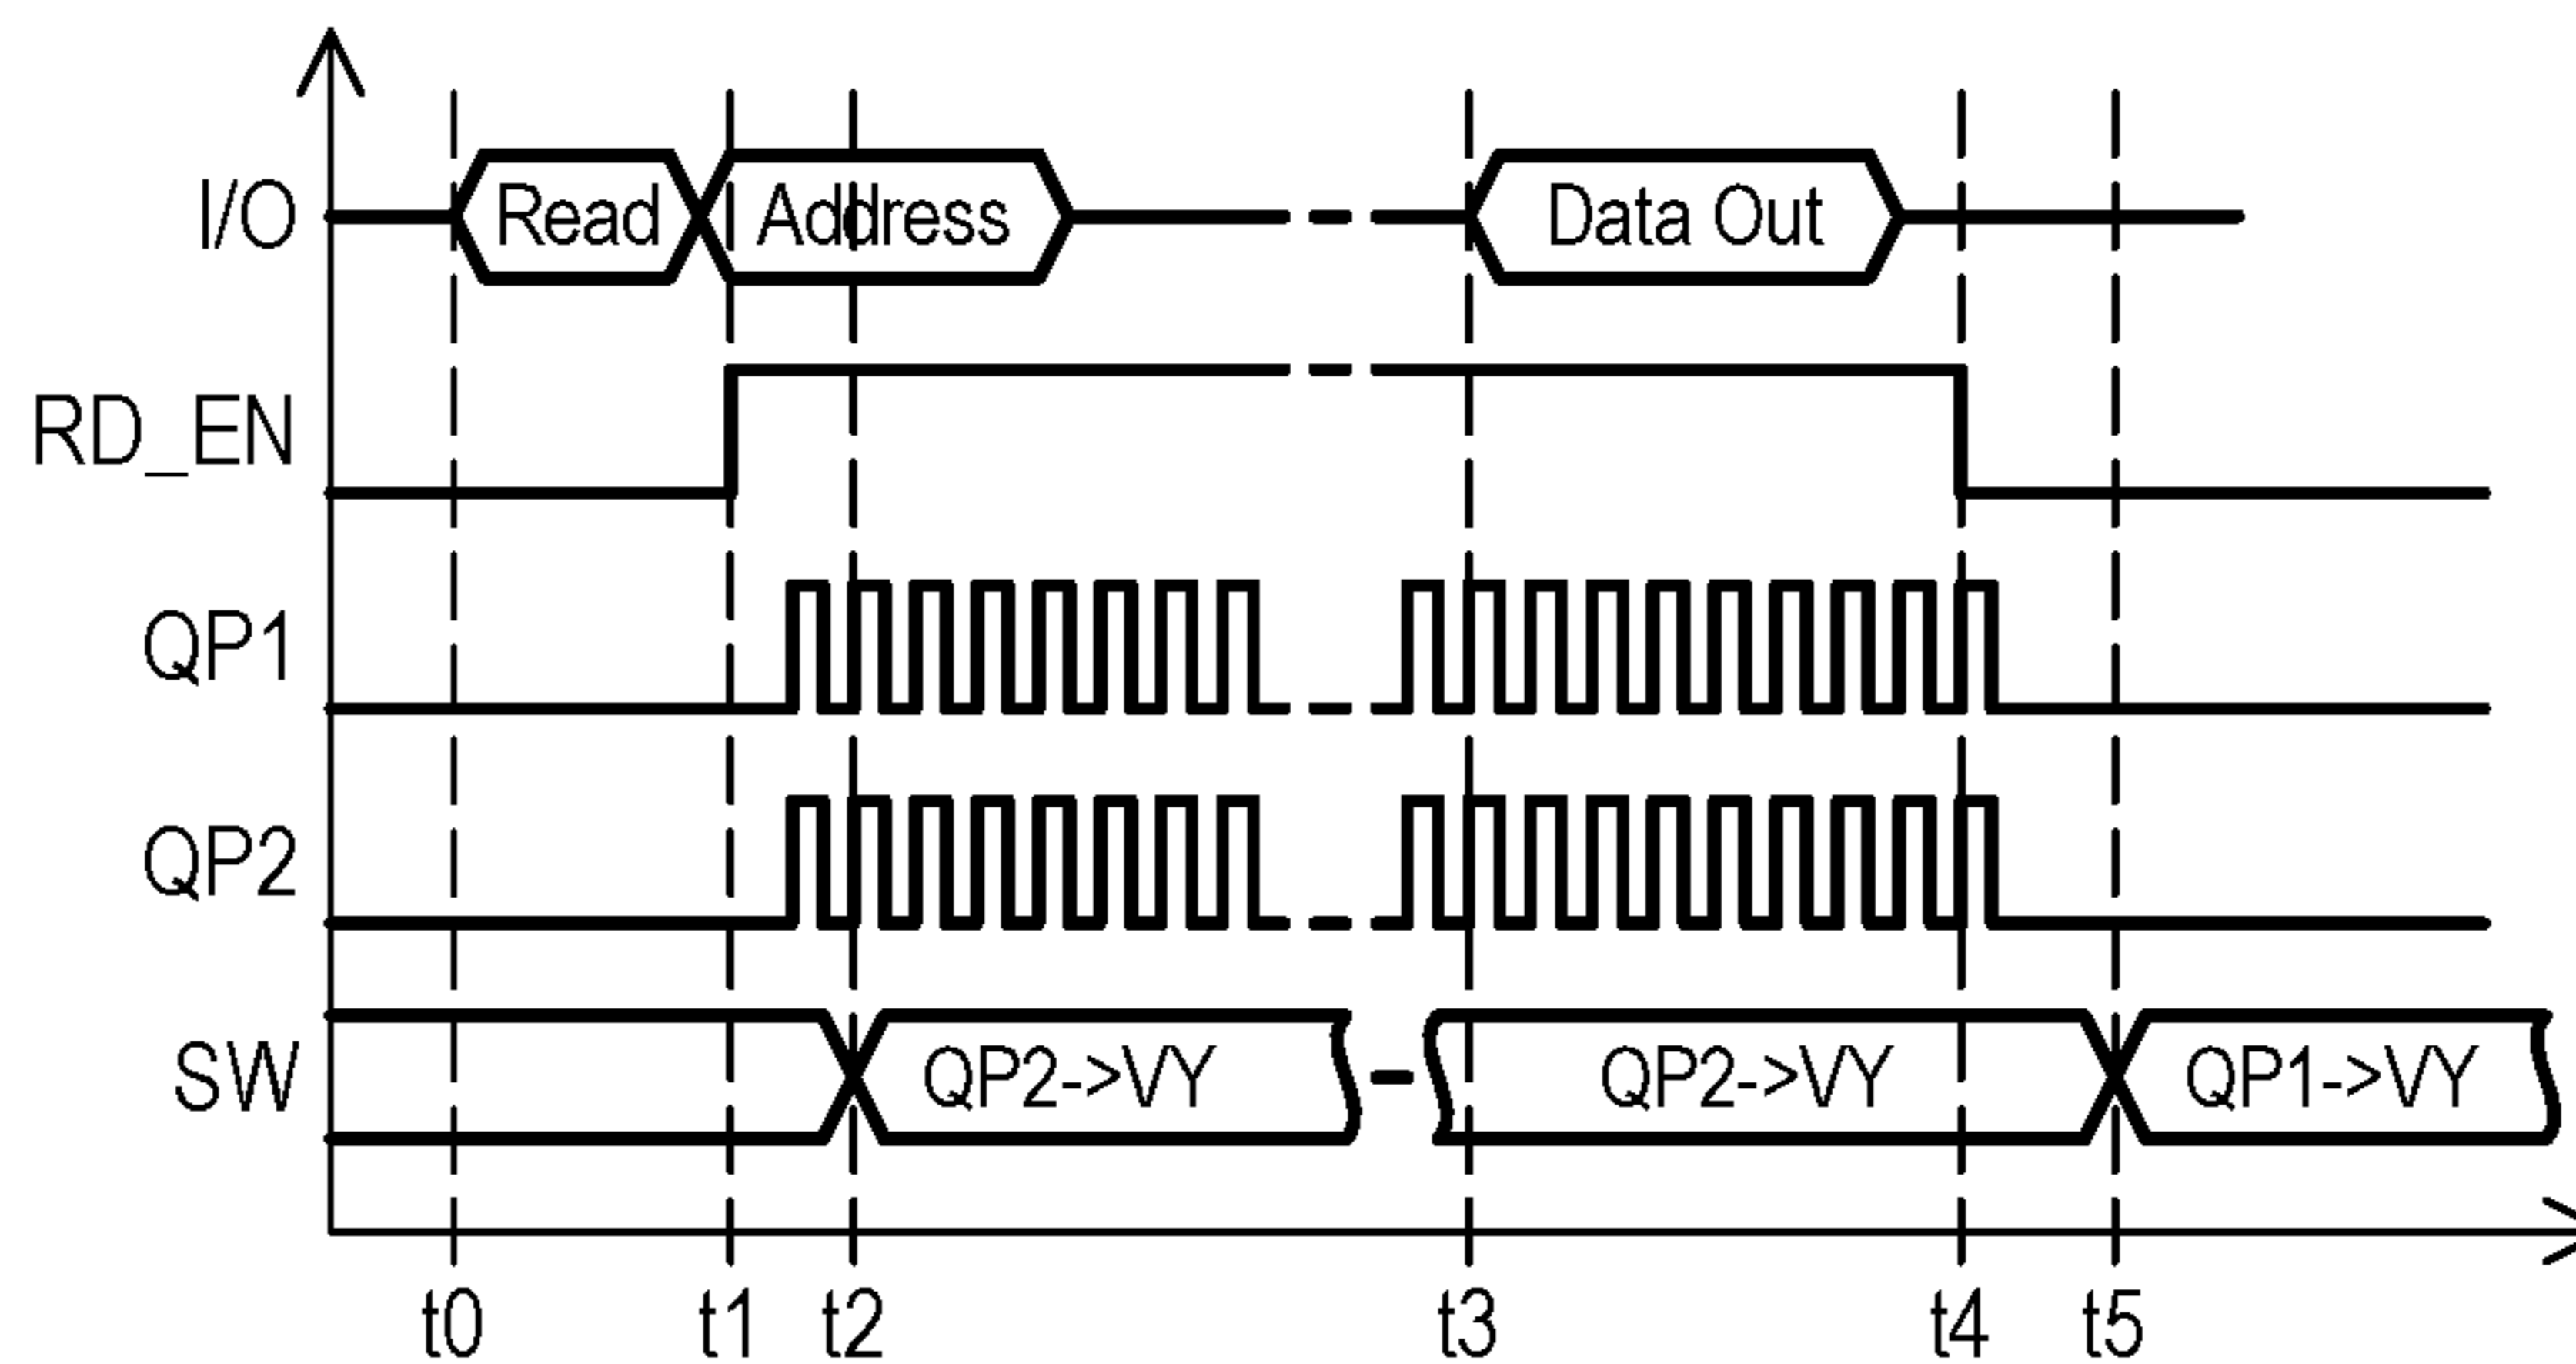 I/O Read Address Data Out
RD_EN
QP1
QP2
SW QP2->VY QP2->VY QP1->VY
t0 t1 t2 t3 t4 t5